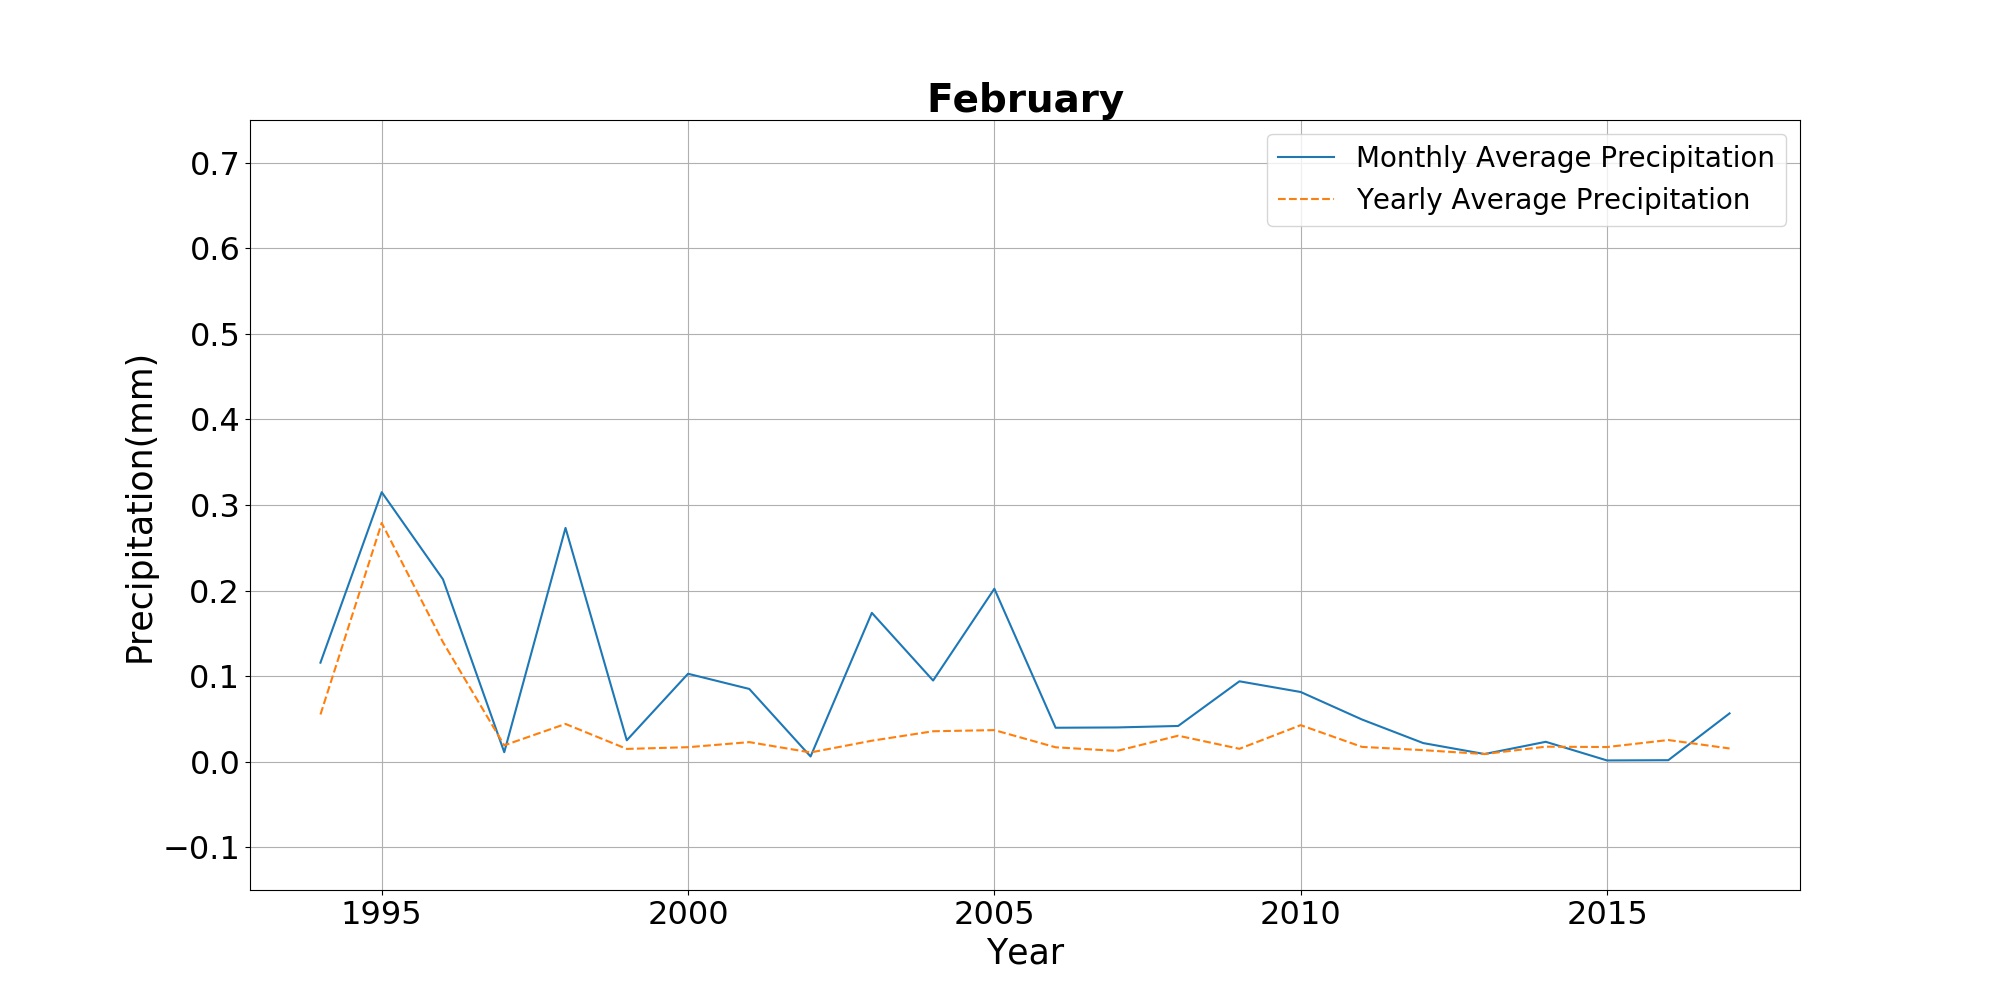 February
Monthly Average Precipitation
Yearly Average Precipitation
Precipitation(mm)
0.7
0.6
0.5
0.4
0.3
0.2
0.1
0.0
−0.1
1995 2000 2005 2010 2015
Year